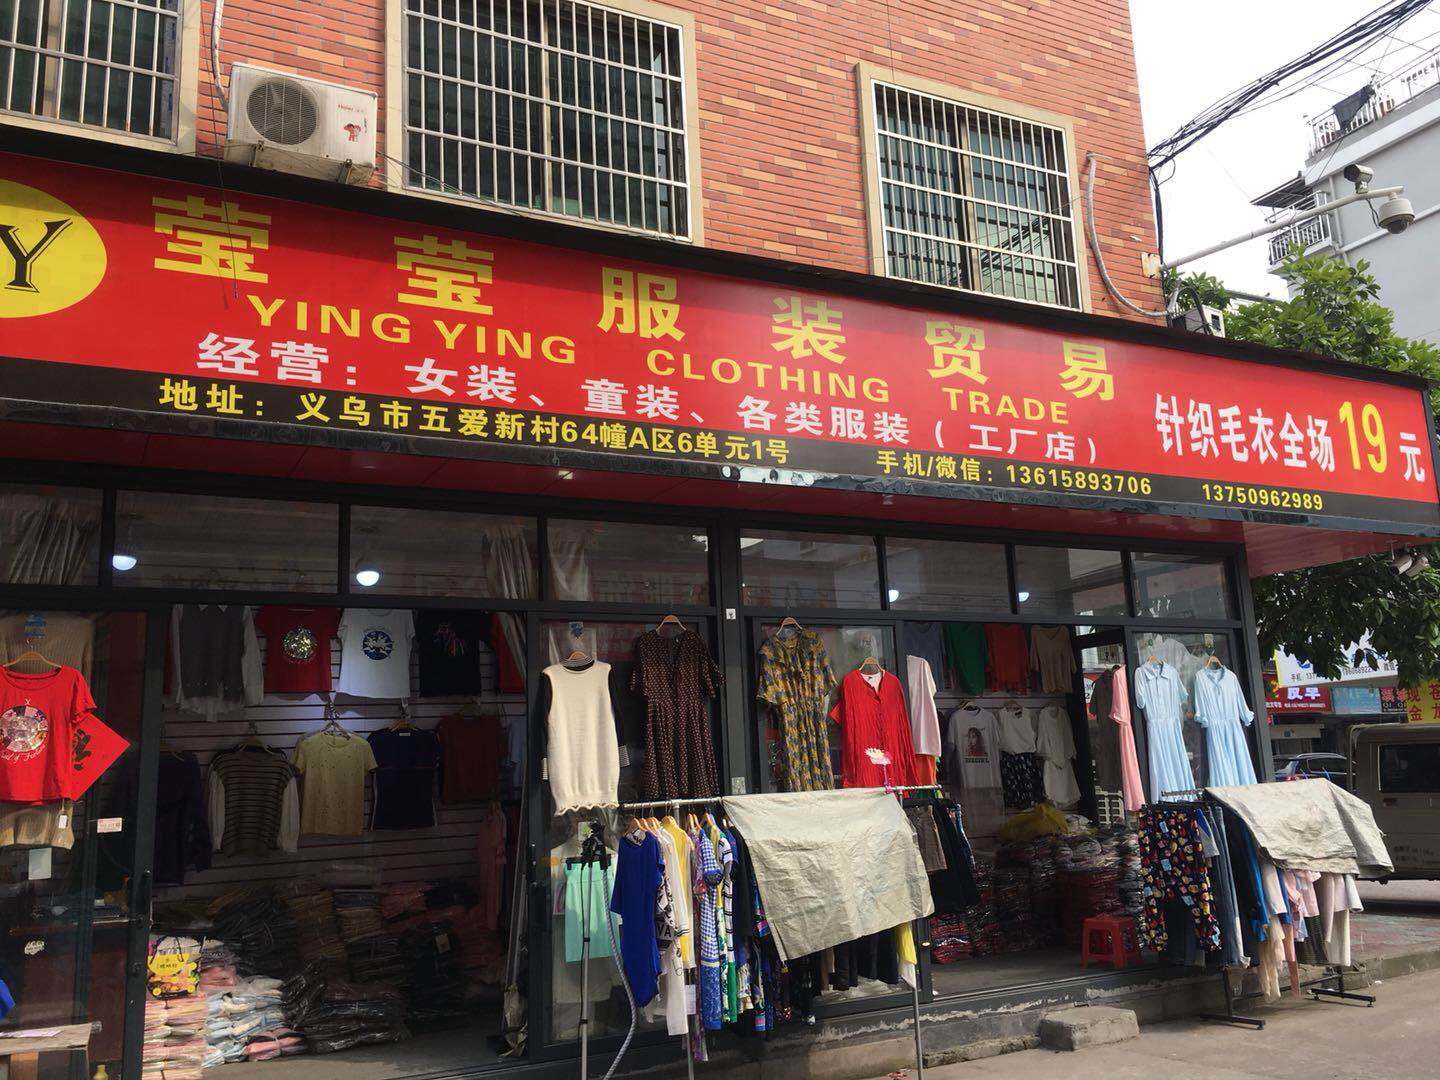 Haier
Y
莹莹服装贸易
YING YING CLOTHING TRADE
经营：女装、童装、各类服装（工厂店）
针织毛衣全场19元
地址：义乌市五爱新村64幢A区6单元1号
手机/微信：13615893706 13750962989
皮草